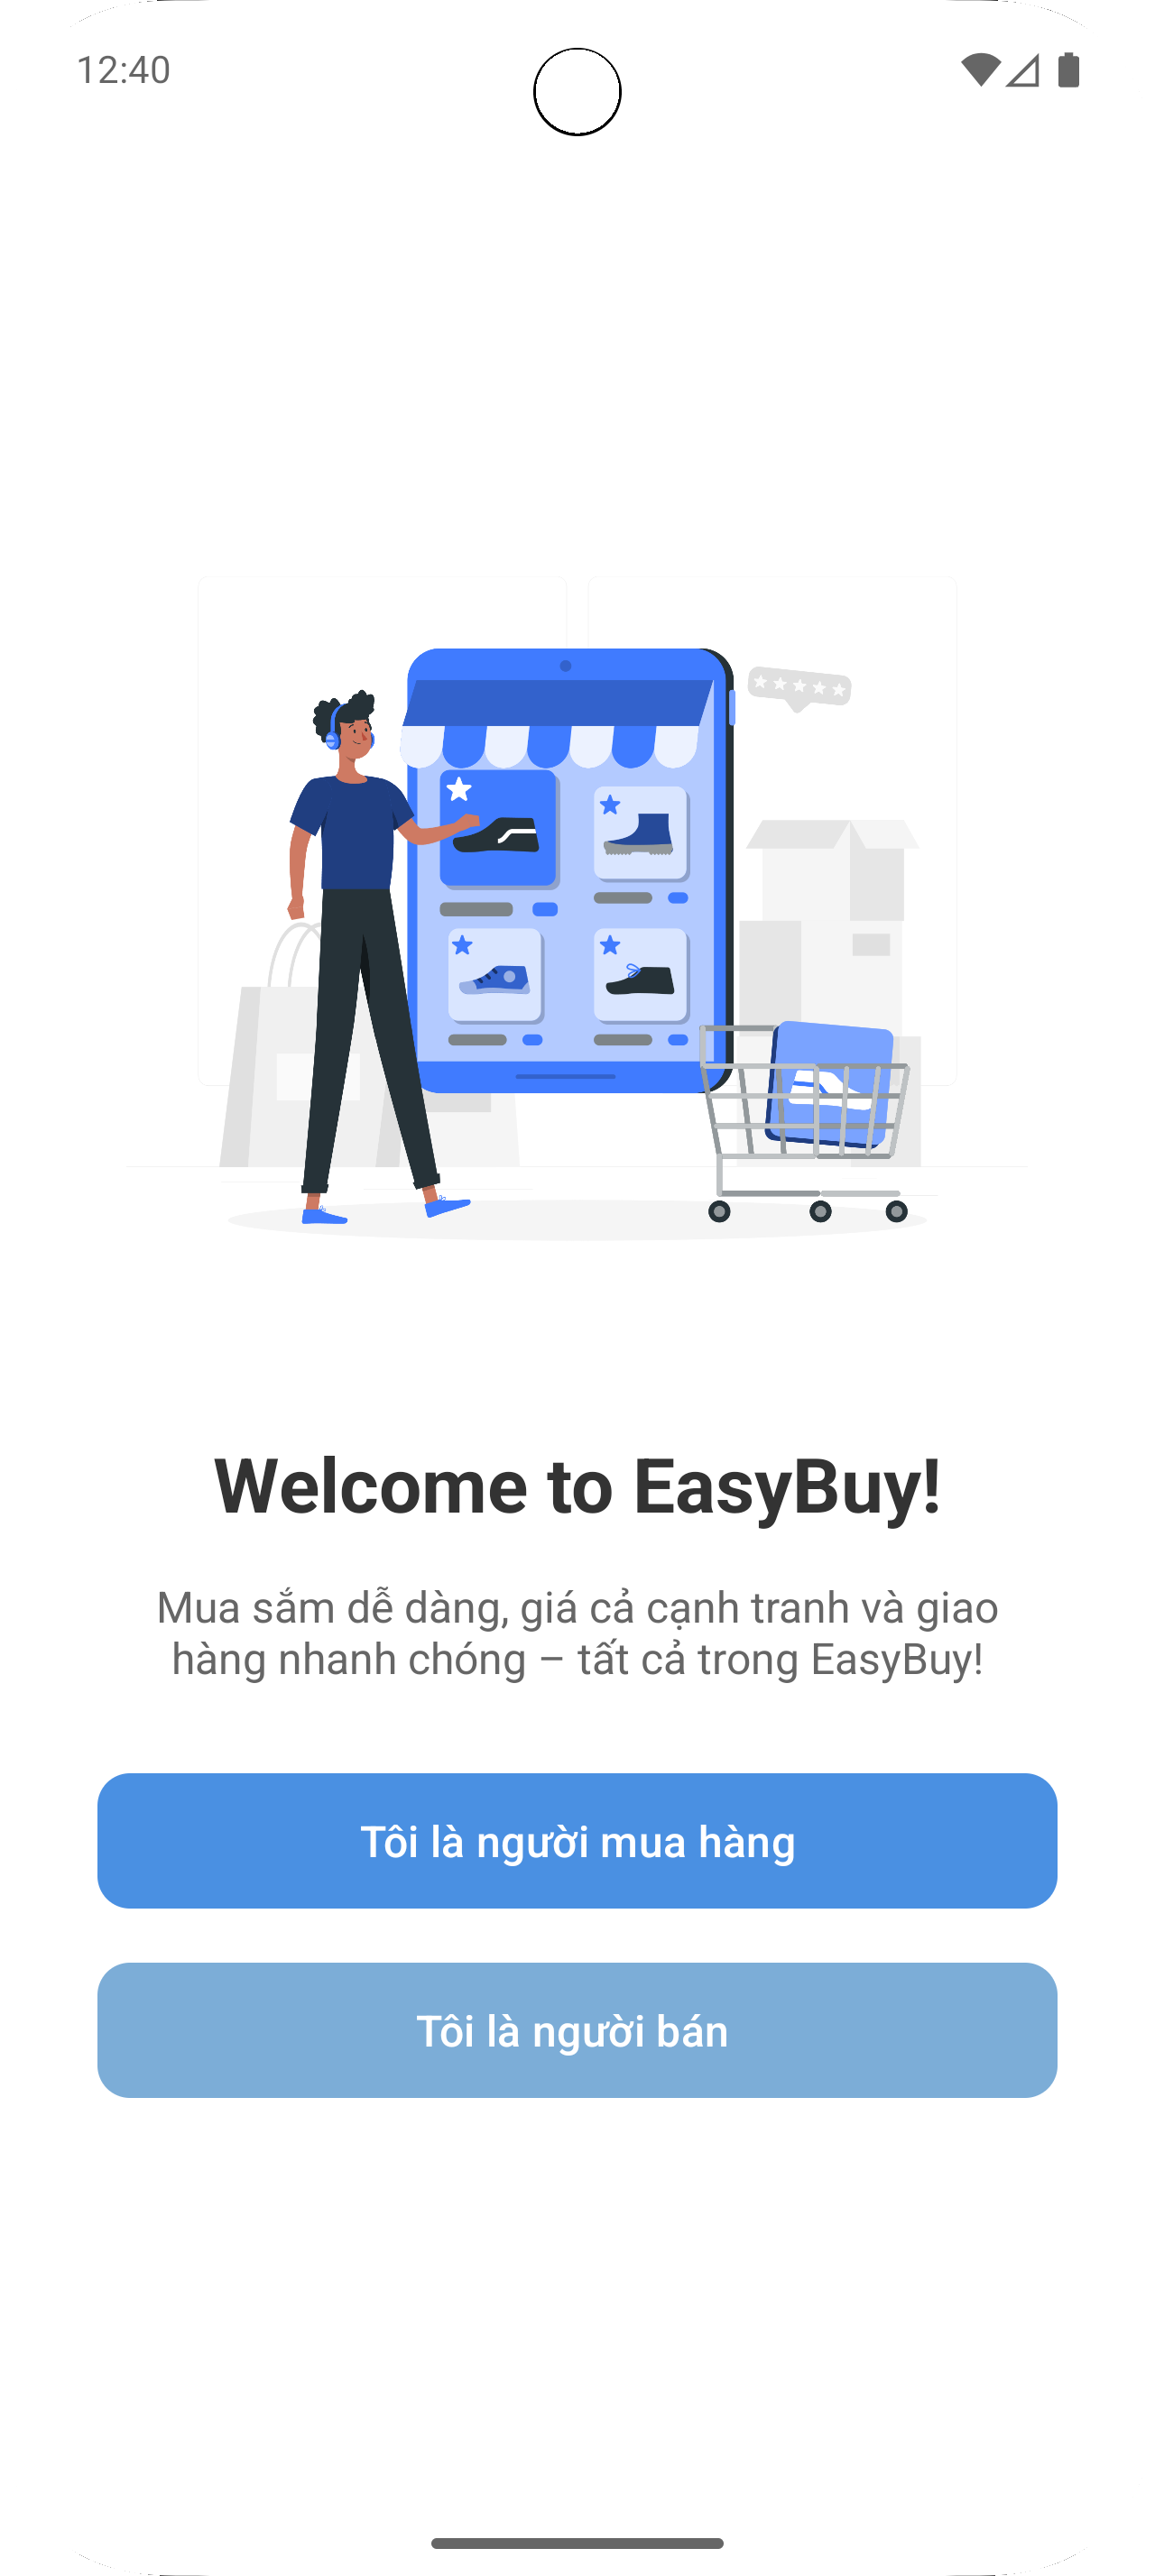 12:40
Welcome to EasyBuy!
Mua sắm dễ dàng, giá cả cạnh tranh và giao
hàng nhanh chóng – tất cả trong EasyBuy!
Tôi là người mua hàng
Tôi là người bán